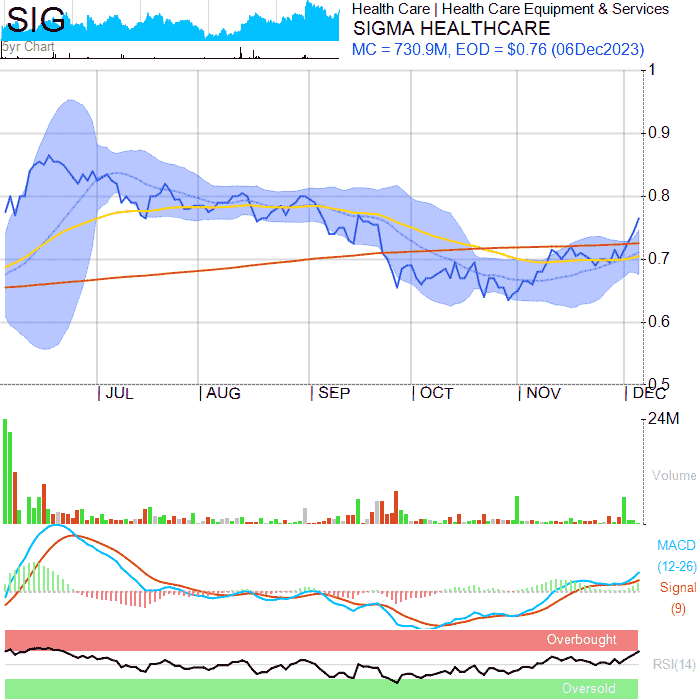 SIG
5yr Chart
Health Care | Health Care Equipment & Services
SIGMA HEALTHCARE
MC = 730.9M, EOD = $0.76 (06Dec2023)
1
0.9
0.8
0.7
0.6
0.5
JUL AUG SEP OCT NOV DEC
24M
Volume
MACD
(12-26)
Signal
(9)
Overbought
RSI(14)
Oversold